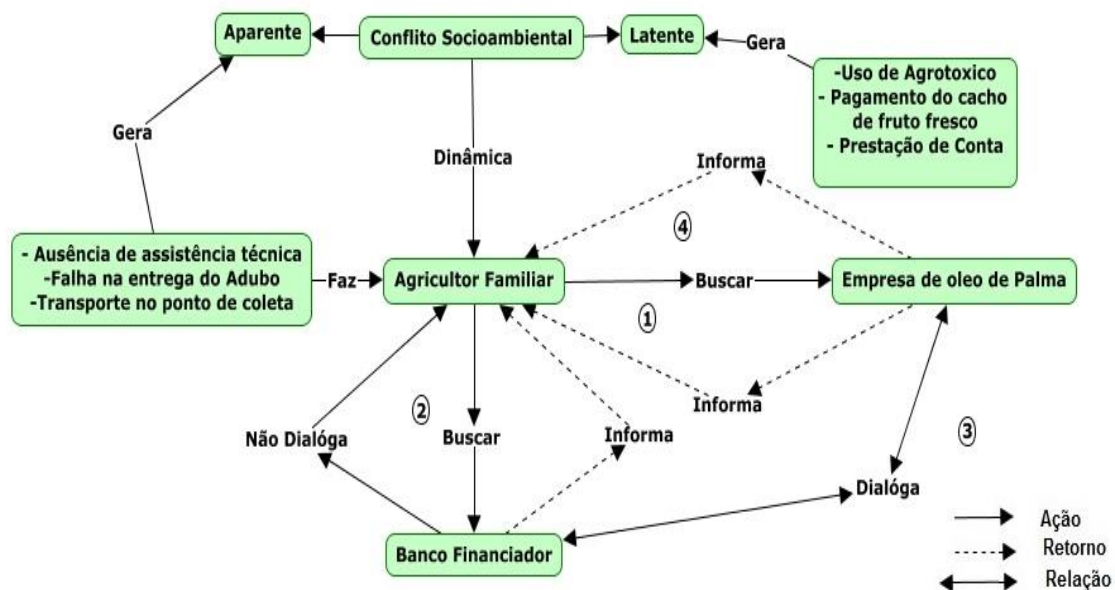 Aparente
Conflito Socioambiental
Latente
Gera
-Uso de Agrotoxico
- Pagamento do cacho
de fruto fresco
- Prestação de Conta
Gera
Dinâmica
Informa
4
- Ausência de assistência técnica
-Falha na entrega do Adubo
-Transporte no ponto de coleta
Faz
Agricultor Familiar
Buscar
Empresa de oleo de Palma
1
Informa
2
Não Dialóga
Buscar
Informa
3
Dialóga
Banco Financiador
Ação
Retorno
Relação